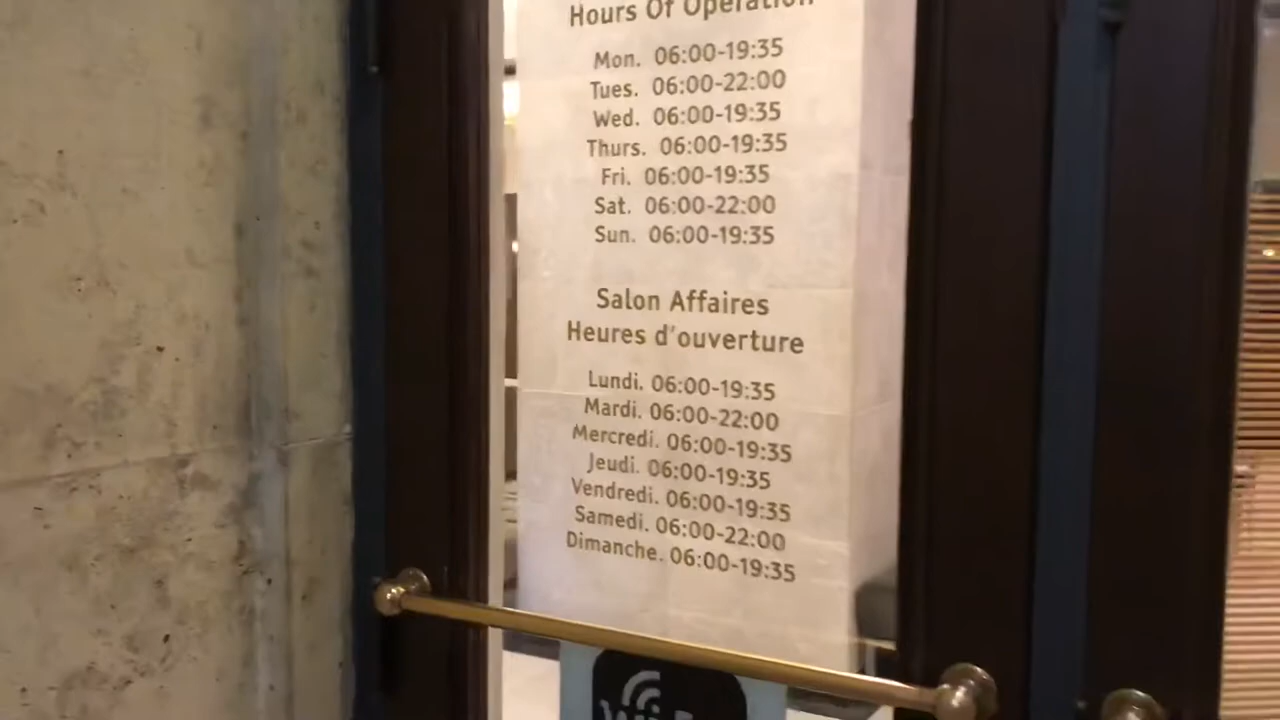 Hours Of Operation
Mon. 06:00-19:35
Tues. 06:00-22:00
Wed. 06:00-19:35
Thurs. 06:00-19:35
Fri. 06:00-19:35
Sat. 06:00-22:00
Sun. 06:00-19:35
Salon Affaires
Heures d'ouverture
Lundi. 06:00-19:35
Mardi. 06:00-22:00
Mercredi. 06:00-19:35
Jeudi. 06:00-19:35
Vendredi. 06:00-19:35
Samedi. 06:00-22:00
Dimanche. 06:00-19:35